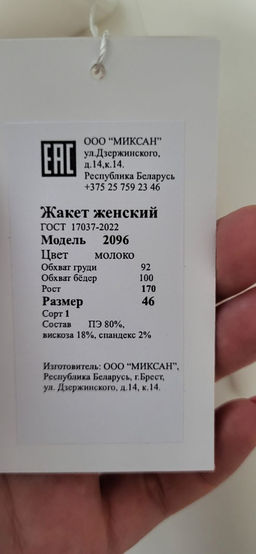 EAC
ООО "МИКСАН"
ул.Дзержинского,
д.14,к.14.
Республика Беларусь
+375 25 759 23 46
Жакет женский
ГОСТ 17037-2022
Модель 2096
Цвет молоко
Обхват груди 92
Обхват бёдер 100
Рост 170
Размер 46
Сорт 1
Состав ПЭ 80%,
вискоза 18%, спандекс 2%
Изготовитель: ООО "МИКСАН",
Республика Беларусь, г.Брест,
ул. Дзержинского, д.14, к.14.